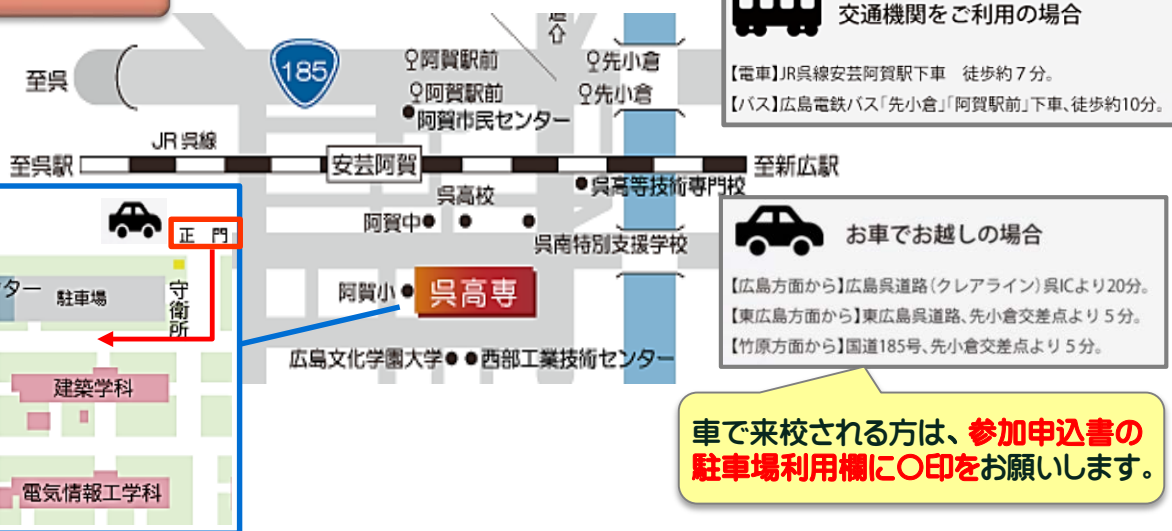 道
交通機関をご利用の場合
【電車】JR呉線安芸阿賀駅下車　徒歩約７分。
【バス】広島電鉄バス「先小倉」「阿賀駅前」下車、徒歩約10分。
185
阿賀駅前
先小倉
至呉
阿賀駅前
先小倉
阿賀市民センター
JR呉線
至呉駅
安芸阿賀
至新広駅
呉高等技術専門校
呉高校
阿賀中
呉南特別支援学校
阿賀小
呉高専
広島文化学園大学
西部工業技術センター
正門
ター
駐車場
守衛所
建築学科
電気情報工学科
お車でお越しの場合
【広島方面から】広島呉道路（クレアライン）呉ICより20分。
【東広島方面から】東広島呉道路、先小倉交差点より５分。
【竹原方面から】国道185号、先小倉交差点より５分。
車で来校される方は、参加申込書の
駐車場利用欄に〇印をお願いします。